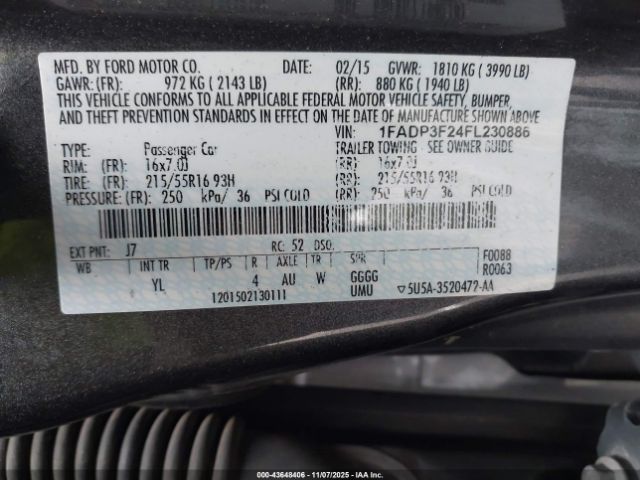 MFD. BY FORD MOTOR CO. DATE: 02/15 GVWR: 1810 KG ( 3990 LB)
GAWR: (FR): 972 KG ( 2143 LB) (RR): 880 KG ( 1940 LB)
THIS VEHICLE CONFORMS TO ALL APPLICABLE FEDERAL MOTOR VEHICLE SAFETY, BUMPER,
AND THEFT PREVENTION STANDARDS IN EFFECT ON THE DATE OF MANUFACTURE SHOWN ABOVE
VIN: 1FADP3F24FL230886
TYPE: Passenger Car TRAILER TOWING - SEE OWNER GUIDE
RIM: (FR): 16x7.0J (RR): 16x7.0J
TIRE: (FR): 215/55R16 93H (RR): 215/55R16 93H
PRESSURE: (FR): 250 kPa/ 36 PSI COLD (RR): 250 kPa/ 36 PSI COLD
EXT PNT: J7 RC: 52 DSO: F0088
WB INT TR TP/PS R AXLE TR SPR R0063
YL 4 AU W GGGG
1201502130111 UMU ▽5U5A-3520472-AA
000-43648406 - 11/07/2025 - IAA Inc.